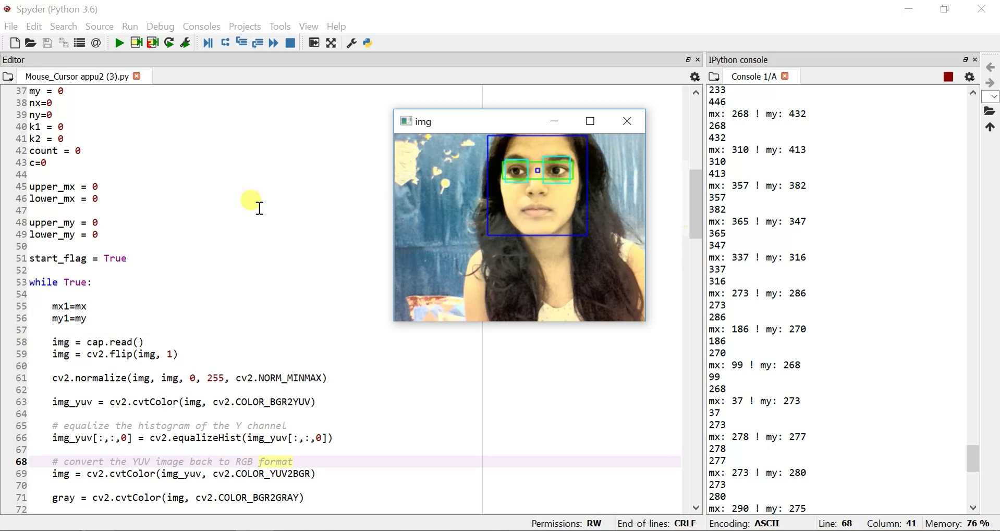 Spyder (Python 3.6)
File Edit Search Source Run Debug Consoles Projects Tools View Help
Editor
Mouse_Cursor appu2 (3).py
37 my = 0
38 nx=0
39 ny=0
40 k1 = 0
41 k2 = 0
42 count = 0
43 c=0
44
45 upper_mx = 0
46 lower_mx = 0
47
48 upper_my = 0
49 lower_my = 0
50
51 start_flag = True
52
53 while True:
54
55 mx1=mx
56 my1=my
57
58 img = cap.read()
59 img = cv2.flip(img, 1)
60
61 cv2.normalize(img, img, 0, 255, cv2.NORM_MINMAX)
62
63 img_yuv = cv2.cvtColor(img, cv2.COLOR_BGR2YUV)
64
65 # equalize the histogram of the Y channel
66 img_yuv[:,:,0] = cv2.equalizeHist(img_yuv[:,:,0])
67
68 # convert the YUV image back to RGB format
69 img = cv2.cvtColor(img_yuv, cv2.COLOR_YUV2BGR)
70
71 gray = cv2.cvtColor(img, cv2.COLOR_BGR2GRAY)
72
img
IPython console
Console 1/A
233
446
mx: 268 ! my: 432
268
432
mx: 310 ! my: 413
310
413
mx: 357 ! my: 382
357
382
mx: 365 ! my: 347
365
347
mx: 337 ! my: 316
337
316
mx: 273 ! my: 286
273
286
mx: 186 ! my: 270
186
270
mx: 99 ! my: 268
99
268
mx: 37 ! my: 273
37
273
mx: 278 ! my: 277
278
277
mx: 273 ! my: 280
273
280
mx: 290 ! my: 275
Permissions: RW End-of-lines: CRLF Encoding: ASCII Line: 68 Column: 41 Memory: 76 %